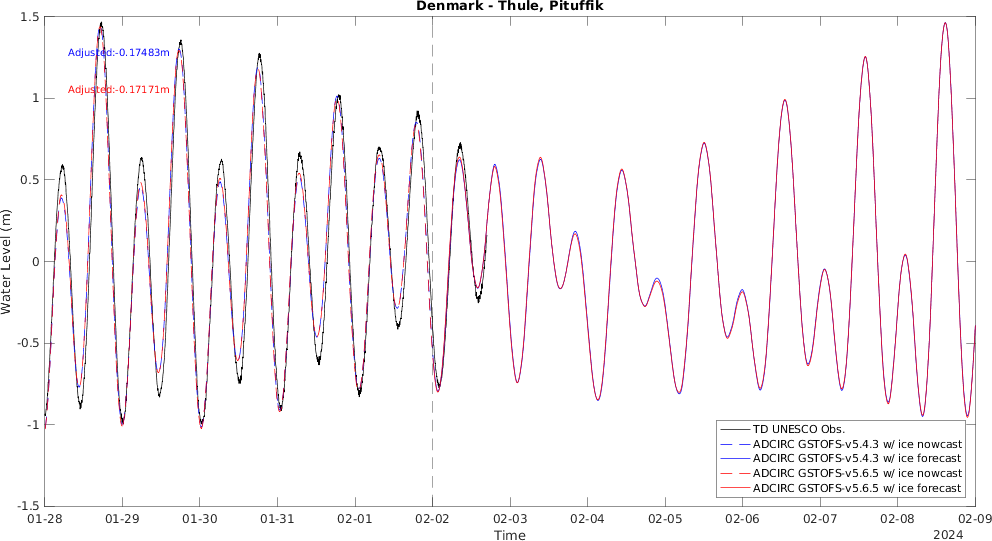 Denmark - Thule, Pituffik
1.5
Adjusted:-0.17483m
1
Adjusted:-0.17171m
0.5
Water Level (m)
0
-0.5
-1
TD UNESCO Obs.
ADCIRC GSTOFS-v5.4.3 w/ ice nowcast
ADCIRC GSTOFS-v5.4.3 w/ ice forecast
ADCIRC GSTOFS-v5.6.5 w/ ice nowcast
ADCIRC GSTOFS-v5.6.5 w/ ice forecast
-1.5
01-28 01-29 01-30 01-31 02-01 02-02 02-03 02-04 02-05 02-06 02-07 02-08 02-09
Time
2024